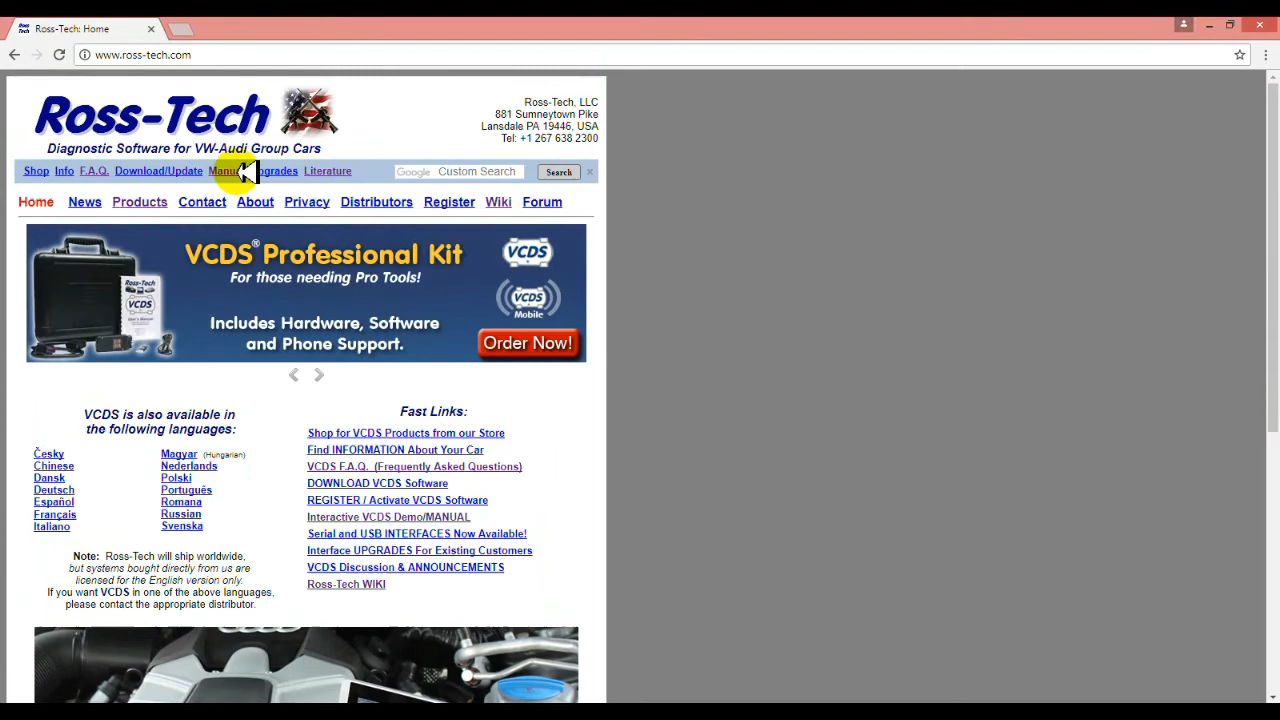 Ross-Tech: Home
www.ross-tech.com
Ross-Tech
Diagnostic Software for VW-Audi Group Cars
Ross-Tech, LLC
881 Sumneytown Pike
Lansdale PA 19446, USA
Tel: +1 267 638 2300
Shop Info F.A.Q. Download/Update Literature
Google Custom Search Search
Home News Products Contact About Privacy Distributors Register Wiki Forum
VCDS® Professional Kit
For those needing Pro Tools!
Includes Hardware, Software
and Phone Support.
VCDS
VCDS
Mobile
Order Now!
Ross-Tech
VCDS
VCDS is also available in
the following languages:
Česky
Chinese
Dansk
Deutsch
Español
Français
Italiano
Magyar (Hungarian)
Nederlands
Polski
Português
Romana
Russian
Svenska
Note: Ross-Tech will ship worldwide,
but systems bought directly from us are
licensed for the English version only.
If you want VCDS in one of the above languages,
please contact the appropriate distributor.
Fast Links:
Shop for VCDS Products from our Store
Find INFORMATION About Your Car
VCDS F.A.Q. (Frequently Asked Questions)
DOWNLOAD VCDS Software
REGISTER / Activate VCDS Software
Interactive VCDS Demo/MANUAL
Serial and USB INTERFACES Now Available!
Interface UPGRADES For Existing Customers
VCDS Discussion & ANNOUNCEMENTS
Ross-Tech WIKI